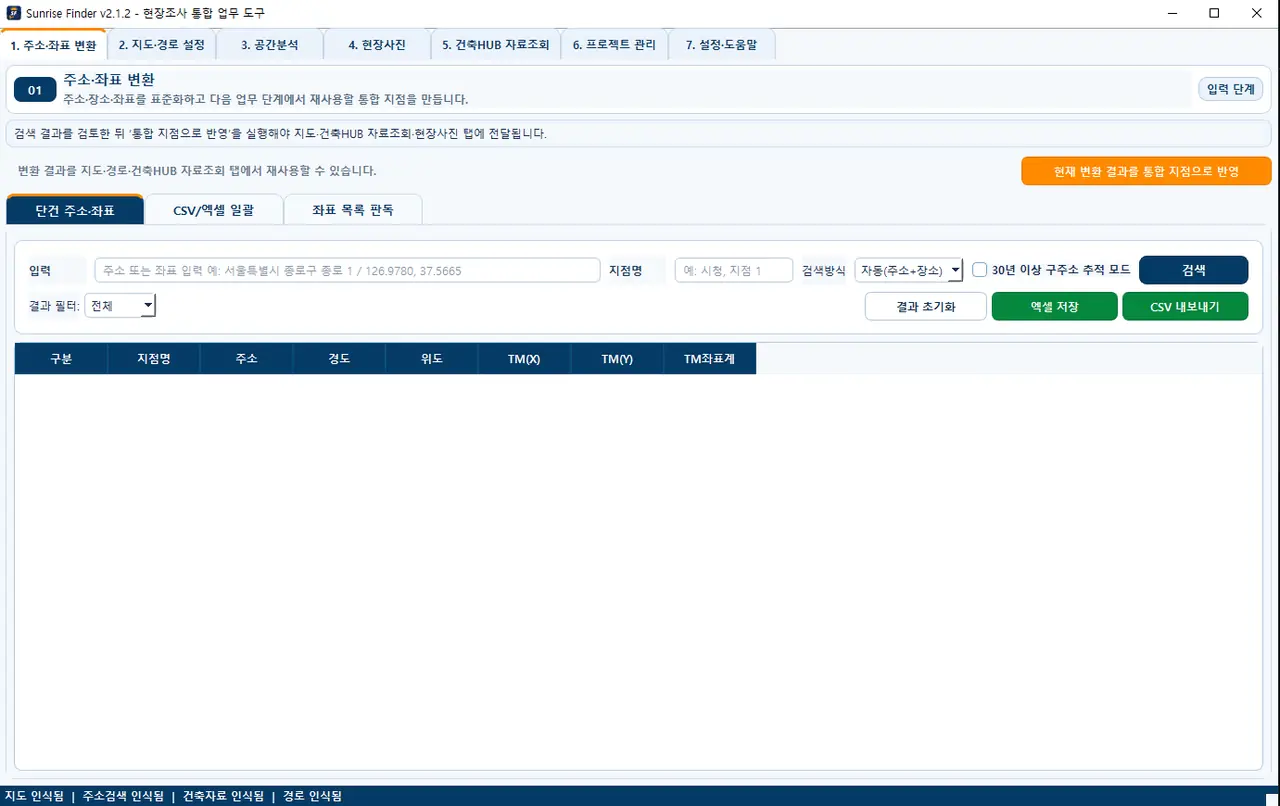 Sunrise Finder v2.1.2 - 현장조사 통합 업무 도구
1. 주소·좌표 변환 2. 지도·경로 설정 3. 공간분석 4. 현장사진 5. 건축HUB 자료조회 6. 프로젝트 관리 7. 설정·도움말
01 주소·좌표 변환
주소·장소·좌표를 표준화하고 다음 업무 단계에서 재사용할 통합 지점을 만듭니다.
입력 단계
검색 결과를 검토한 뒤 '통합 지점으로 반영'을 실행해야 지도·건축HUB 자료조회·현장사진 탭에 전달됩니다.
변환 결과를 지도·경로·건축HUB 자료조회 탭에서 재사용할 수 있습니다. 현재 변환 결과를 통합 지점으로 반영
단건 주소·좌표 CSV/엑셀 일괄 좌표 목록 판독
입력 주소 또는 좌표 입력 예: 서울특별시 종로구 종로 1 / 126.9780, 37.5665 지점명 예: 시청, 지점 1 검색방식 자동(주소+장소) 30년 이상 구주소 추적 모드 검색
결과 필터: 전체 결과 초기화 엑셀 저장 CSV 내보내기
구분 지점명 주소 경도 위도 TM(X) TM(Y) TM좌표계
지도 인식됨 | 주소검색 인식됨 | 건축자료 인식됨 | 경로 인식됨